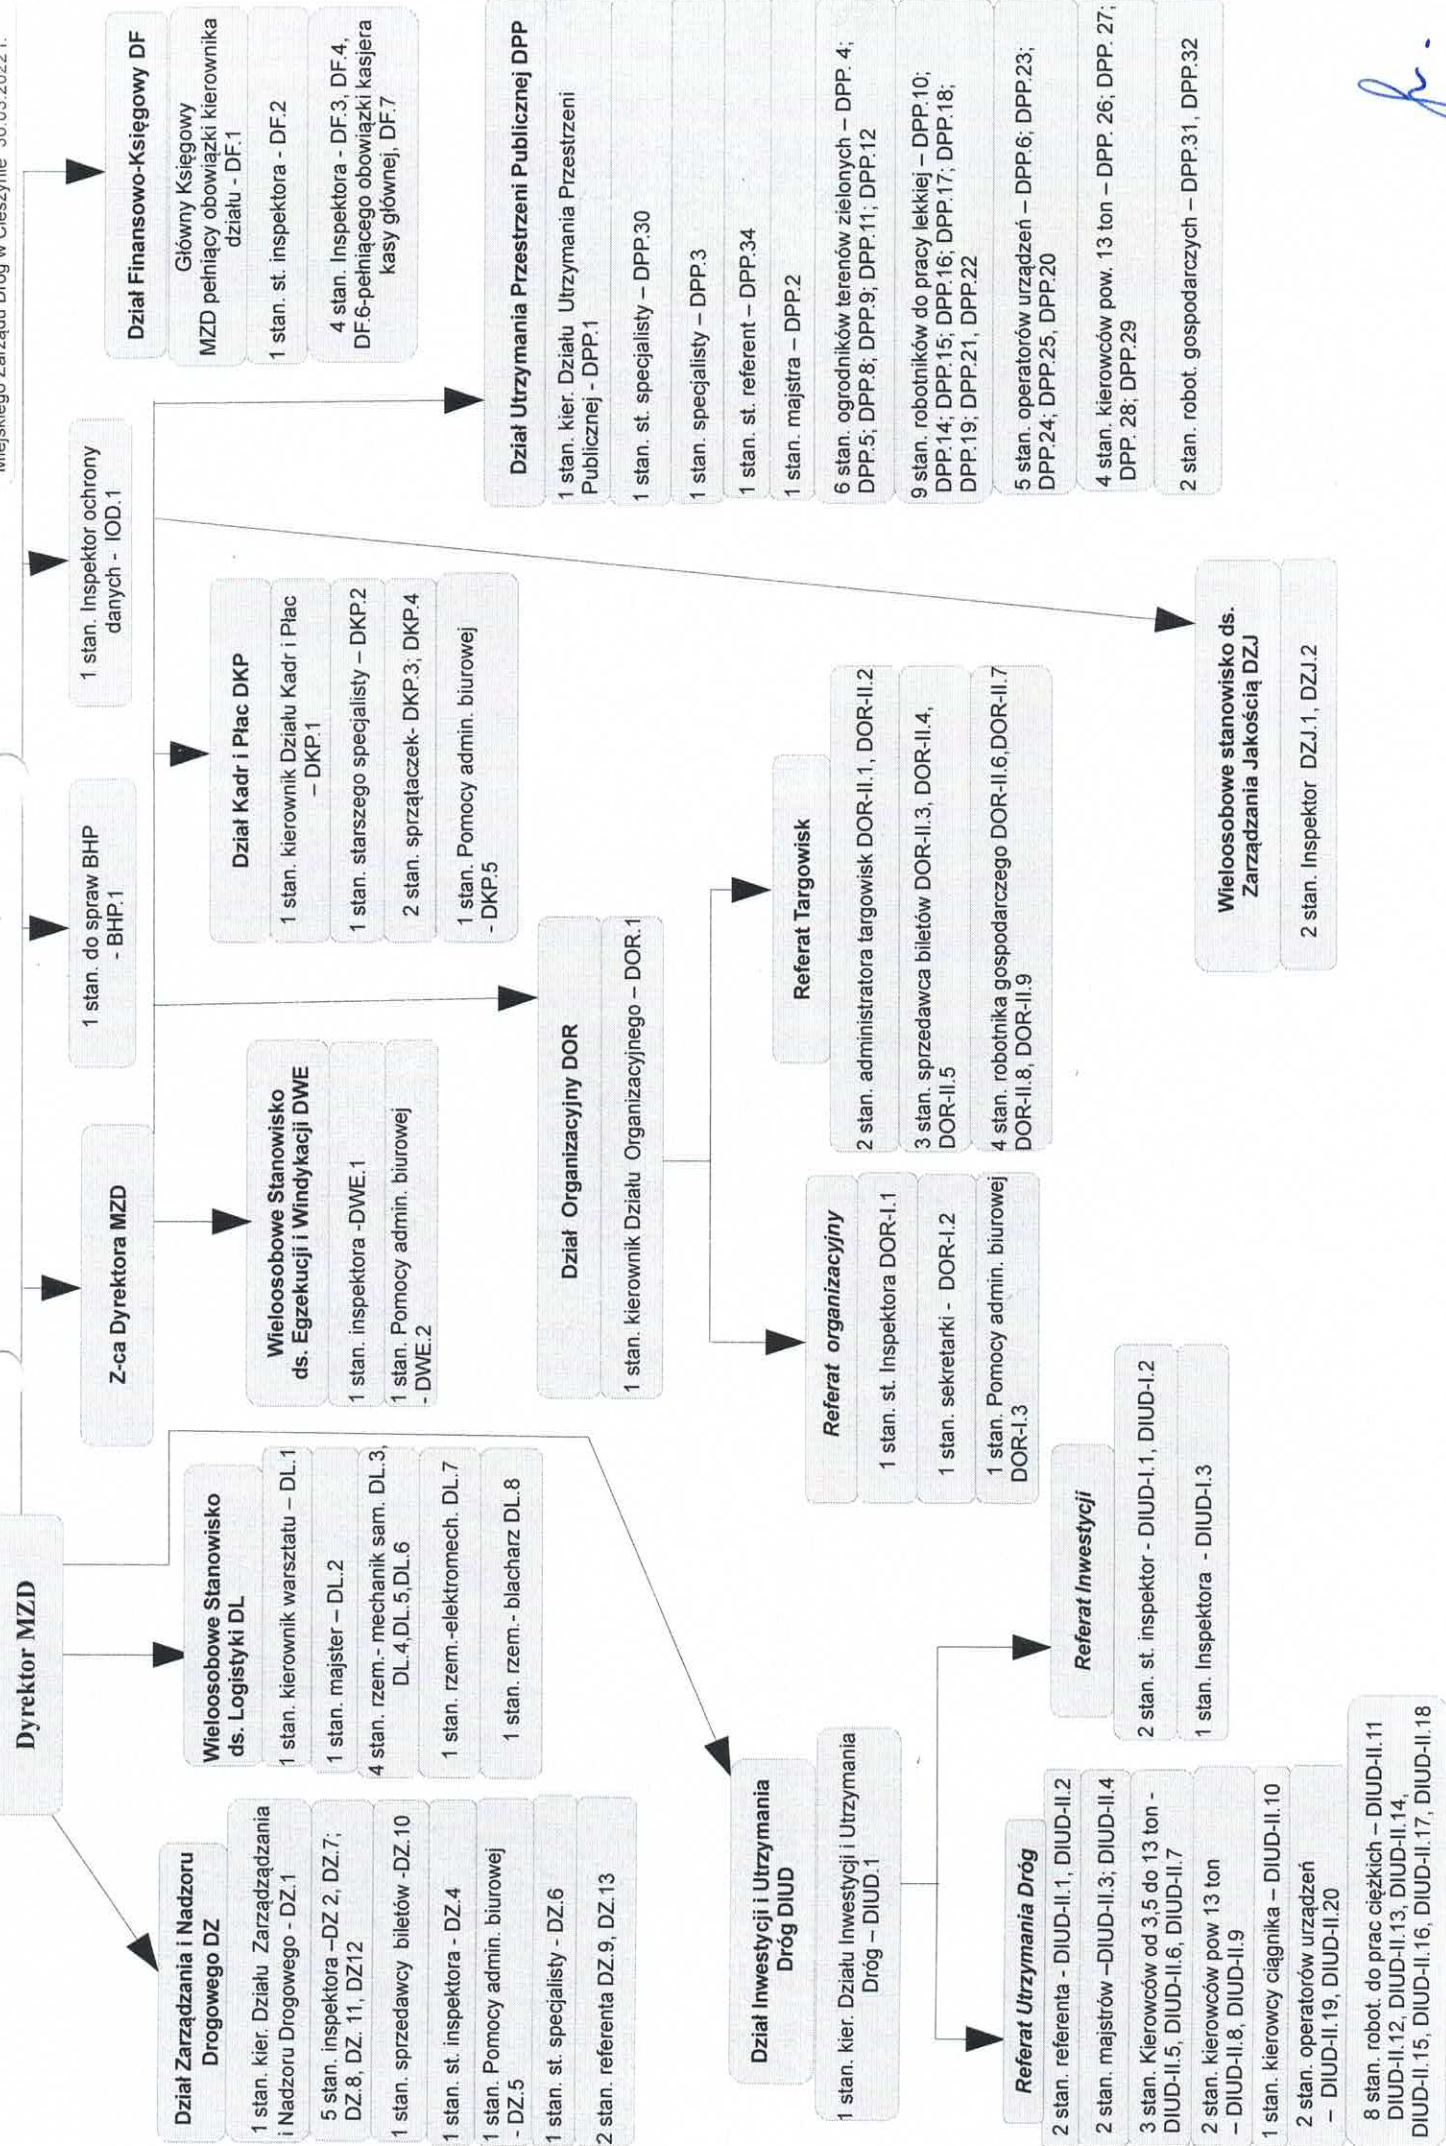 Miejskiego Zarządu Dróg w Cieszynie
Dyrektor MZD
Dział Zarządzania i Nadzoru
Drogowego DZ
1 stan. kier. Działu Zarządządzania
i Nadzoru Drogowego - DZ.1
5 stan. inspektora –DZ 2, DZ.7;
DZ.8, DZ. 11, DZ12
1 stan. sprzedawcy biletów -DZ.10
1 stan. st. inspektora - DZ.4
1 stan. Pomocy admin. biurowej
- DZ.5
1 stan. st. specjalisty - DZ.6
2 stan. referenta DZ.9, DZ.13
Wieloosobowe Stanowisko
ds. Logistyki DL
1 stan. kierownik warsztatu – DL.1
1 stan. majster – DL.2
4 stan. rzem.- mechanik sam. DL.3,
DL.4,DL.5,DL.6
1 stan. rzem.-elektromech. DL.7
1 stan. rzem.- blacharz DL.8
Z-ca Dyrektora MZD
1 stan. do spraw BHP
- BHP.1
1 stan. Inspektor ochrony
danych - IOD.1
Dział Finansowo-Księgowy DF
Główny Księgowy
MZD pełniący obowiązki kierownika
działu - DF.1
1 stan. st. inspektora - DF.2
4 stan. Inspektora - DF.3, DF.4,
DF.6-pełniącego obowiązki kasjera
kasy głównej, DF.7
Wieloosobowe Stanowisko
ds. Egzekucji i Windykacji DWE
1 stan. inspektora -DWE.1
1 stan. Pomocy admin. biurowej
- DWE.2
Dział Kadr i Płac DKP
1 stan. kierownik Działu Kadr i Płac
– DKP.1
1 stan. starszego specjalisty – DKP.2
2 stan. sprzątaczek- DKP.3; DKP.4
1 stan. Pomocy admin. biurowej
- DKP.5
Dział Utrzymania Przestrzeni Publicznej DPP
1 stan. kier. Działu Utrzymania Przestrzeni
Publicznej - DPP.1
1 stan. st. specjalisty – DPP.30
1 stan. specjalisty – DPP.3
1 stan. st. referent – DPP.34
1 stan. majstra – DPP.2
6 stan. ogrodników terenów zielonych – DPP. 4;
DPP.5; DPP.8; DPP.9; DPP.11; DPP.12
9 stan. robotników do pracy lekkiej – DPP.10;
DPP.14; DPP.15; DPP.16; DPP.17; DPP.18;
DPP.19; DPP.21, DPP.22
5 stan. operatorów urządzeń – DPP.6; DPP.23;
DPP.24; DPP.25, DPP.20
4 stan. kierowców pow. 13 ton – DPP. 26; DPP. 27;
DPP. 28; DPP.29
2 stan. robot. gospodarczych – DPP.31, DPP.32
Dział Organizacyjny DOR
1 stan. kierownik Działu Organizacyjnego – DOR.1
Referat organizacyjny
1 stan. st. Inspektora DOR-I.1
1 stan. sekretarki - DOR-I.2
1 stan. Pomocy admin. biurowej
DOR-I.3
Referat Targowisk
2 stan. administratora targowisk DOR-II.1, DOR-II.2
3 stan. sprzedawca biletów DOR-II.3, DOR-II.4,
DOR-II.5
4 stan. robotnika gospodarczego DOR-II.6,DOR-II.7
DOR-II.8, DOR-II.9
Wieloosobowe stanowisko ds.
Zarządzania Jakością DZJ
2 stan. Inspektor DZJ.1, DZJ.2
Dział Inwestycji i Utrzymania
Dróg DIUD
1 stan. kier. Działu Inwestycji i Utrzymania
Dróg – DIUD.1
Referat Utrzymania Dróg
2 stan. referenta - DIUD-II.1, DIUD-II.2
2 stan. majstrów –DIUD-II.3; DIUD-II.4
3 stan. Kierowców od 3,5 do 13 ton -
DIUD-II.5, DIUD-II.6, DIUD-II.7
2 stan. kierowców pow 13 ton
– DIUD-II.8, DIUD-II.9
1 stan. kierowcy ciągnika – DIUD-II.10
2 stan. operatorów urządzeń
– DIUD-II.19, DIUD-II.20
8 stan. robot. do prac ciężkich – DIUD-II.11
DIUD-II.12, DIUD-II.13, DIUD-II.14,
DIUD-II.15, DIUD-II.16, DIUD-II.17, DIUD-II.18
Referat Inwestycji
2 stan. st. inspektor - DIUD-I.1, DIUD-I.2
1 stan. Inspektora - DIUD-I.3